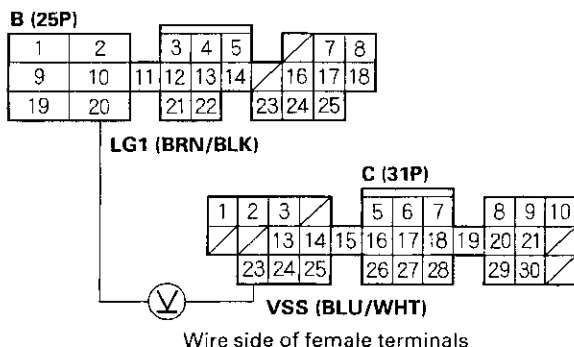 B (25P)
1 2 3 4 5 7 8
9 10 11 12 13 14 16 17 18
19 20 21 22 23 24 25
LG1 (BRN/BLK)
C (31P)
1 2 3 5 6 7 8 9 10
13 14 15 16 17 18 19 20 21
23 24 25 26 27 28 29 30
V
VSS (BLU/WHT)
Wire side of female terminals